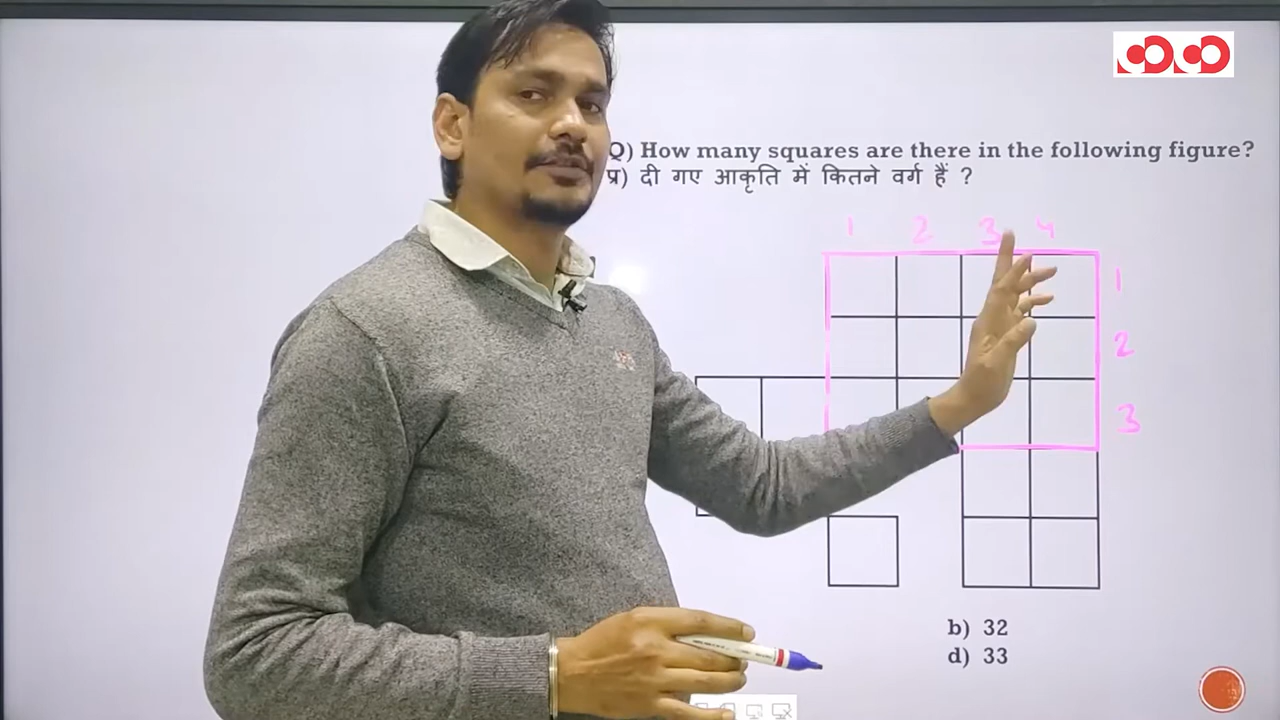 Q) How many squares are there in the following figure?
प्र) दी गए आकृति में कितने वर्ग हैं ?
1 2 3 4
1
2
3
b) 32
d) 33